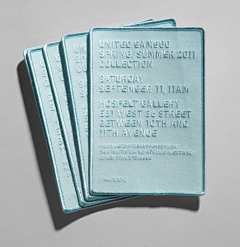 UNITED BAMBOO
SPRING/SUMMER 2011
COLLECTION
SATURDAY
SEPTEMBER 11, 11AM
HOSFELT GALLERY
531 WEST 36 STREET
BETWEEN 10TH AND
11TH AVENUE